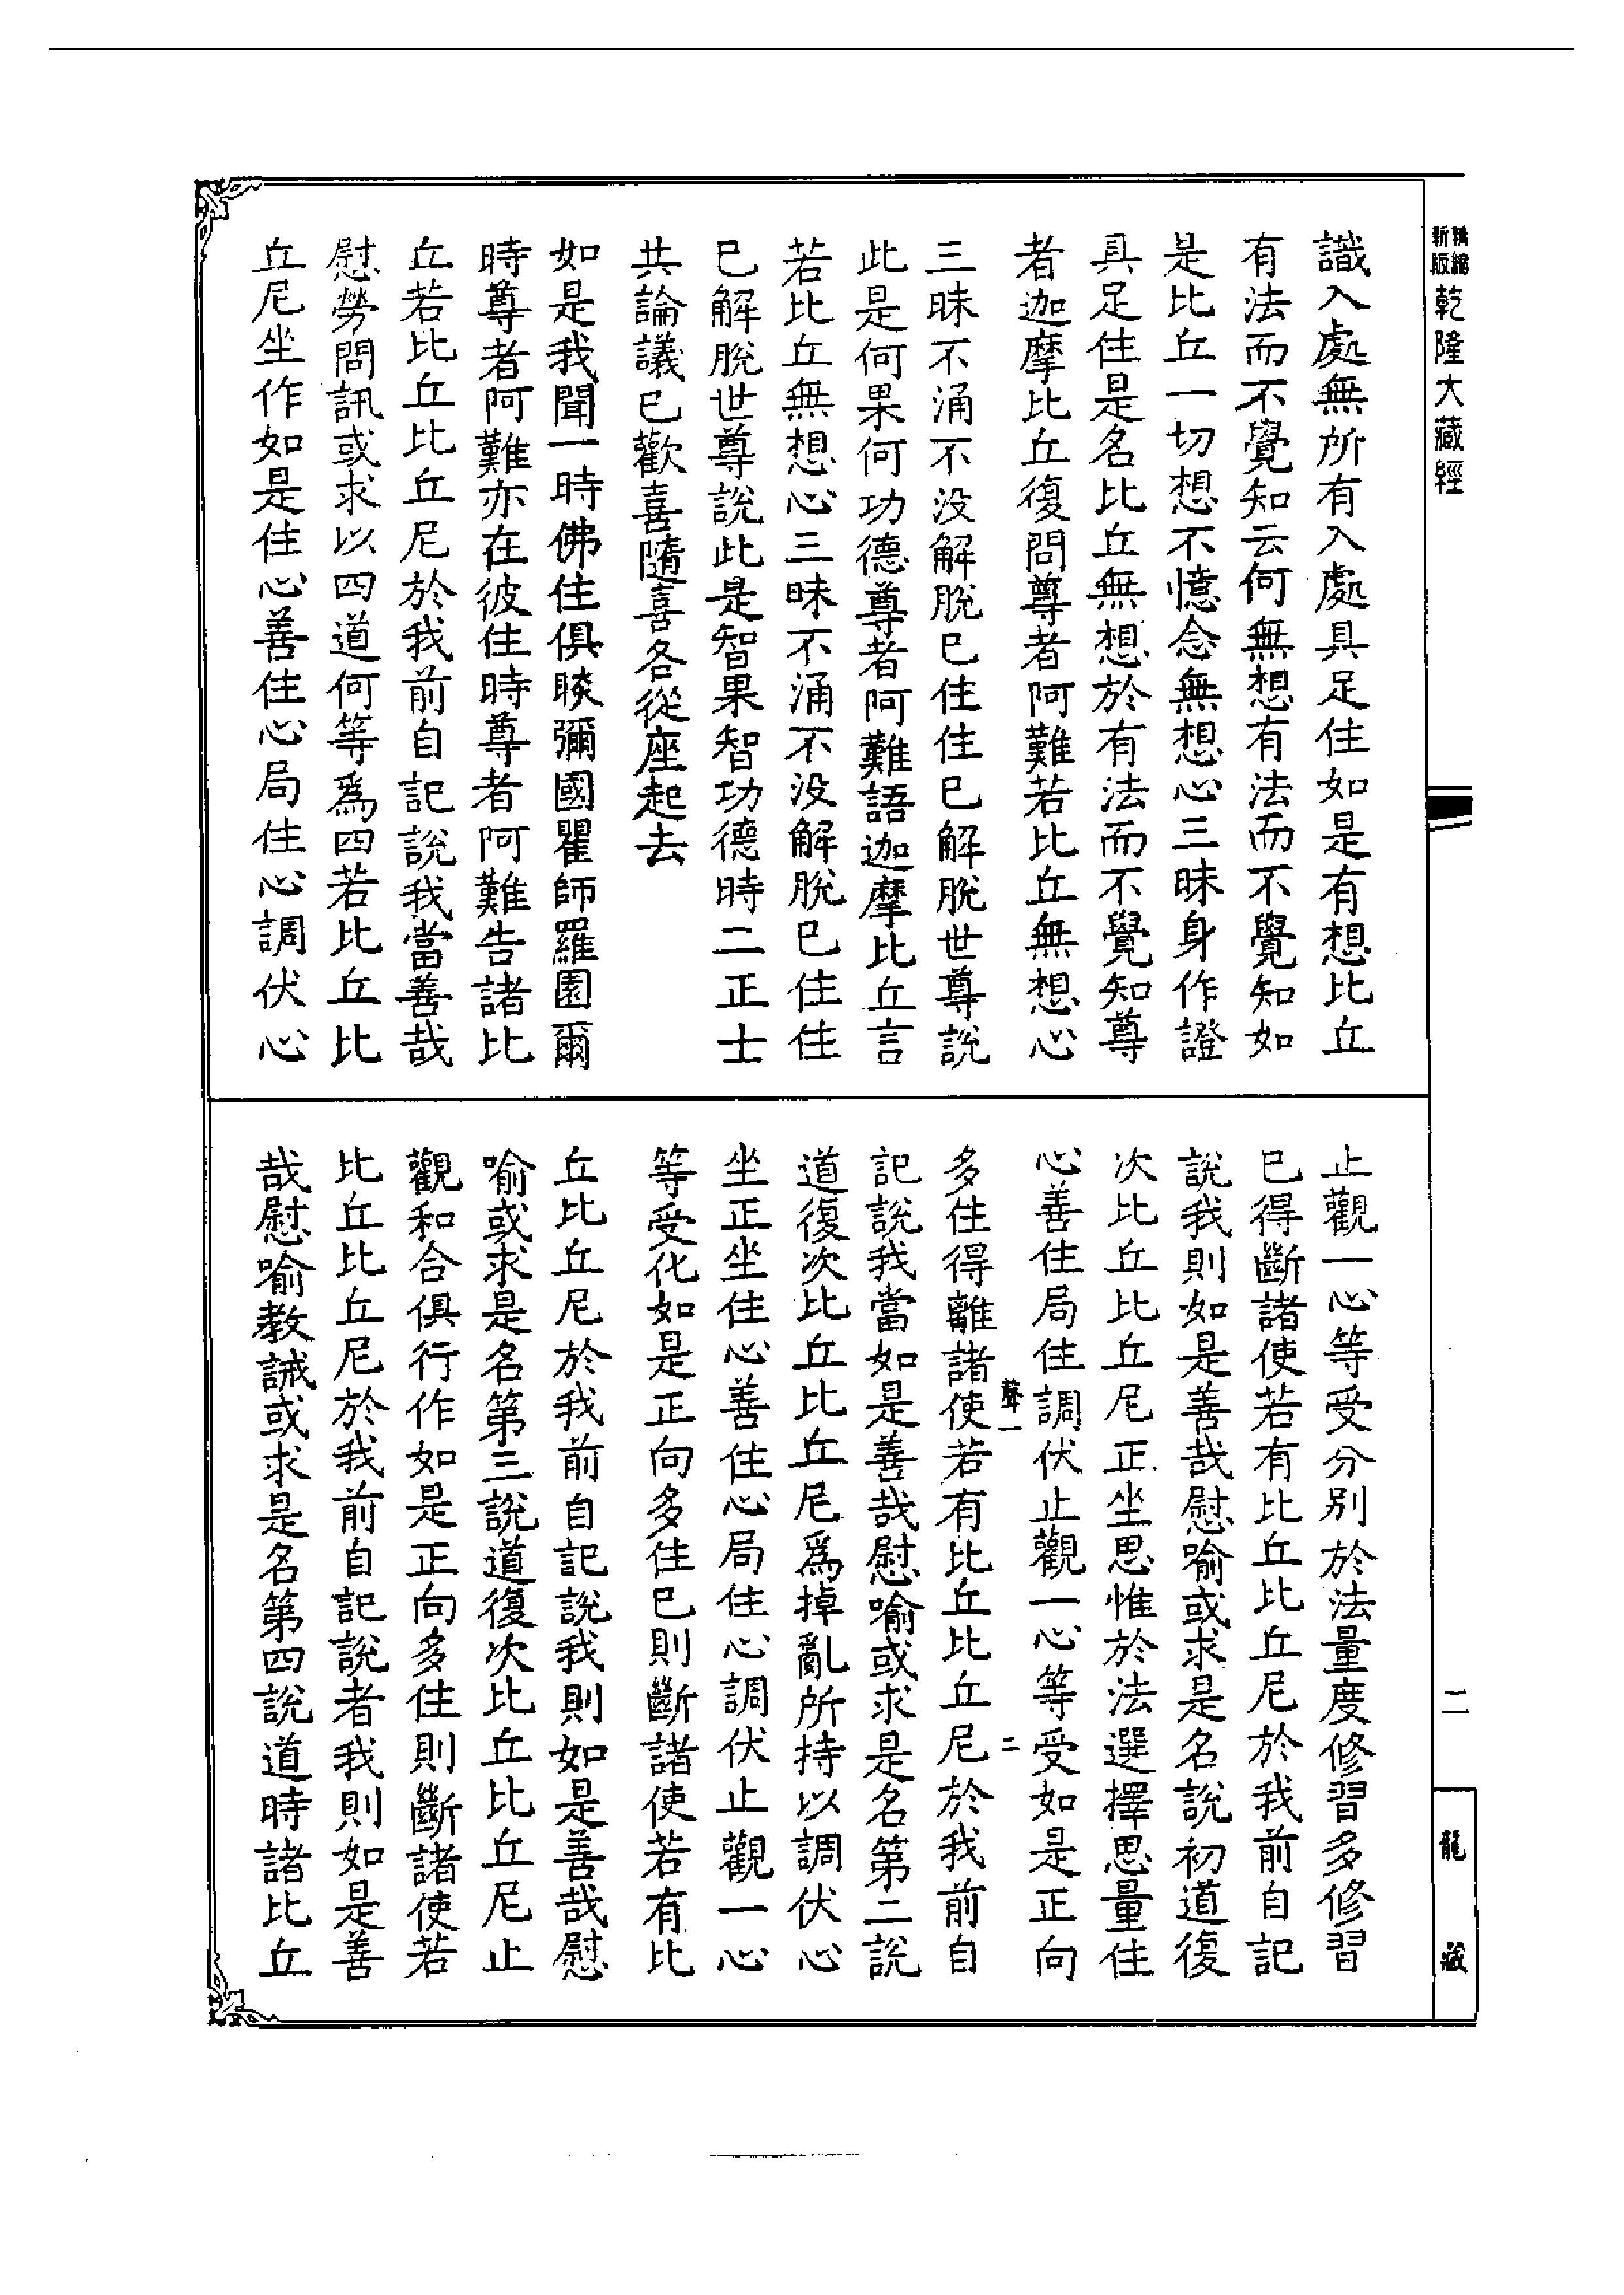 精縮
新版
乾隆大藏經
識入處無所有入處具足住如是有想比丘
有法而不覺知云何無想有法而不覺知如
是比丘一切想不憶念無想心三昧身作證
具足住是名比丘無想於有法而不覺知尊
者迦摩比丘復問尊者阿難若比丘無想心
三昧不涌不没解脫已住住已解脫世尊說
此是何果何功德尊者阿難語迦摩比丘言
若比丘無想心三昧不涌不没解脫已住住
已解脫世尊說此是智果智功德時二正士
共論議已歡喜隨喜各從座起去
如是我聞一時佛住俱睒彌國瞿師羅園爾
時尊者阿難亦在彼住時尊者阿難告諸比
丘若比丘比丘尼於我前自記說我當善哉
慰勞問訊或求以四道何等爲四若比丘比
丘尼坐作如是住心善住心局住心調伏心
止觀一心等受分別於法量度修習多修習
已得斷諸使若有比丘比丘尼於我前自記
說我則如是善哉慰喻或求是名說初道復
次比丘比丘尼正坐思惟於法選擇思量住
心善住局住調伏止觀一心等受如是正向
聲一
二
多住得離諸使若有比丘比丘尼於我前自
記說我當如是善哉慰喻或求是名第二說
道復次比丘比丘尼爲掉亂所持以調伏心
坐正坐住心善住心局住心調伏止觀一心
等受化如是正向多住已則斷諸使若有比
丘比丘尼於我前自記說我則如是善哉慰
喻或求是名第三說道復次比丘比丘尼止
觀和合俱行作如是正向多住則斷諸使若
比丘比丘尼於我前自記說者我則如是善
哉慰喻教誡或求是名第四說道時諸比丘
二
龍藏